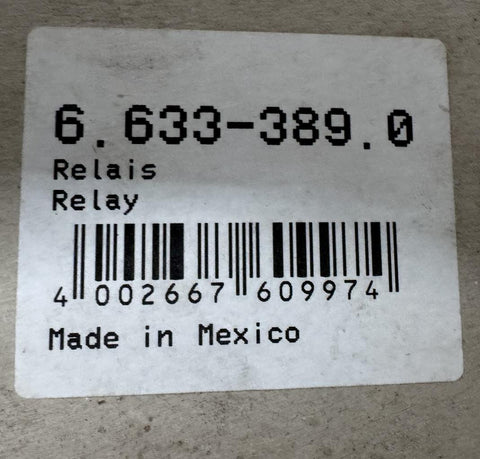 6.633-389.0
Relais
Relay
4 002667 609974
Made in Mexico